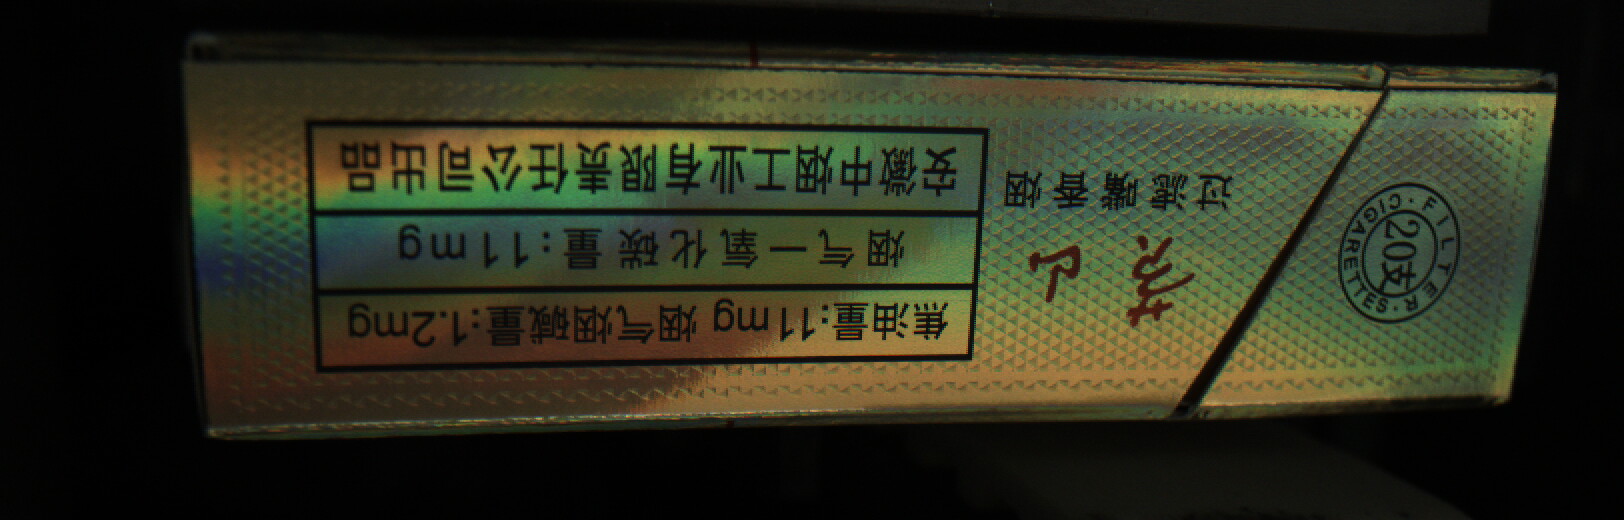 FILTER · CIGARETTES ·
20支
黄山
过滤嘴香烟
焦油量:11mg 烟气烟碱量:1.2mg
烟气一氧化碳量:11mg
安徽中烟工业有限责任公司出品